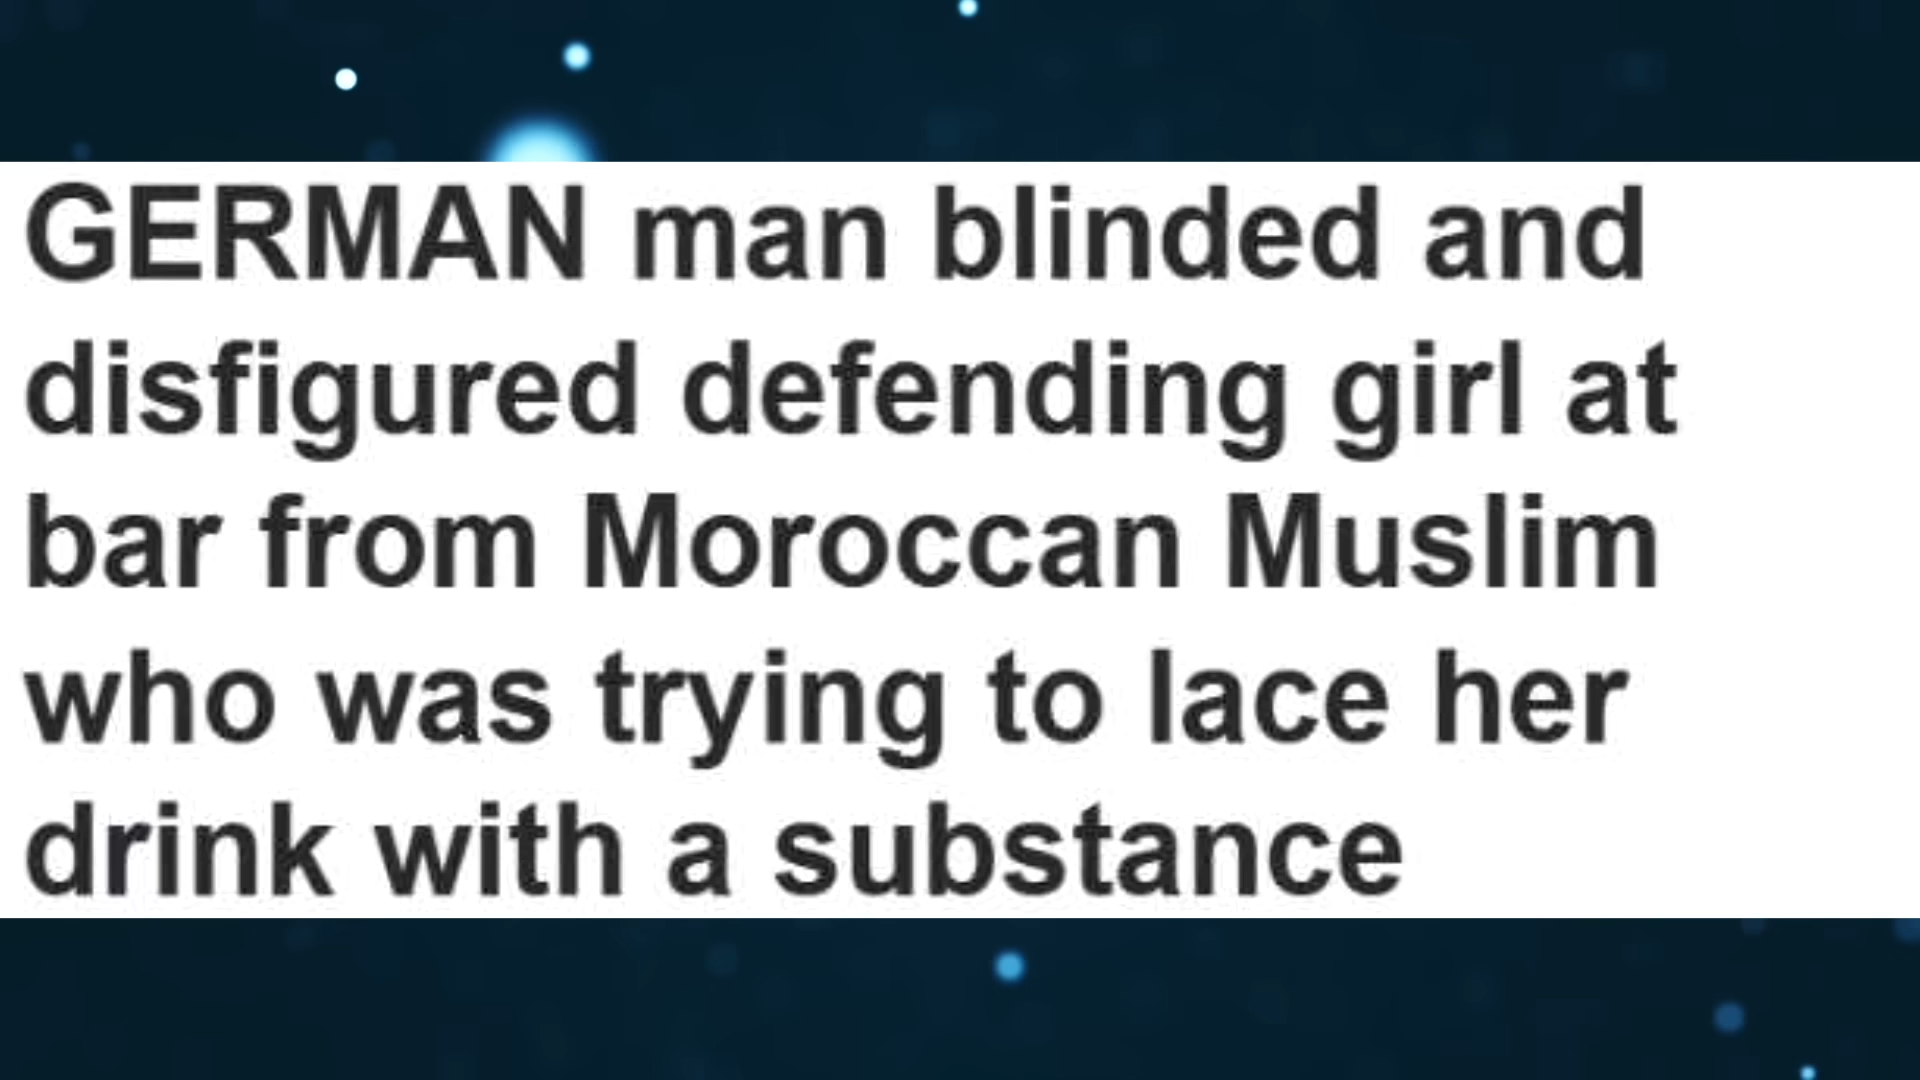 GERMAN man blinded and
disfigured defending girl at
bar from Moroccan Muslim
who was trying to lace her
drink with a substance